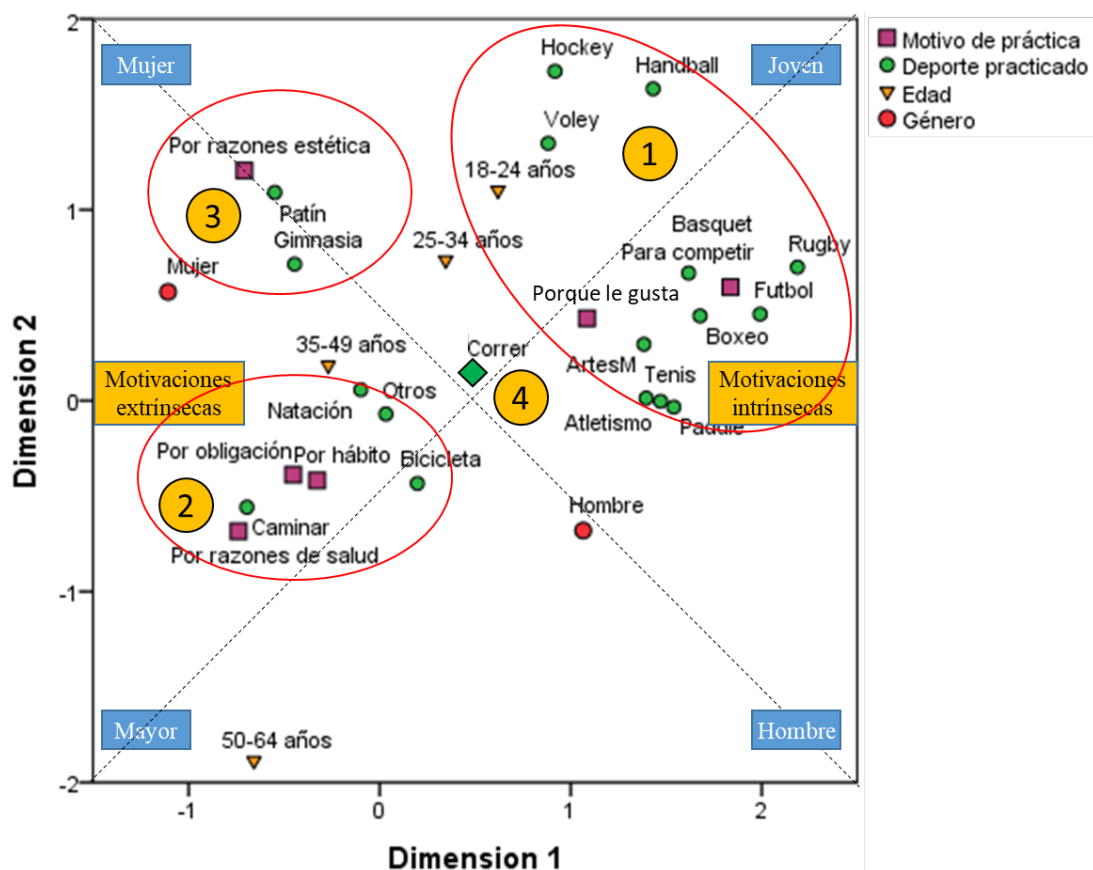 2
Mujer
Hockey
Joven
Handball
Voley
Por razones estética
1
18-24 años
1
3
Patín
Gimnasia
25-34 años
Basquet
Para competir
Rugby
Mujer
Porque le gusta
Futbol
Boxeo
35-49 años
Correr
ArtesM
Motivaciones
extrínsecas
Otros
4
Tenis
Motivaciones
intrínsecas
0
Natación
Atletismo
Paddle
Por obligación
Por hábito
Bicicleta
2
Caminar
Hombre
Por razones de salud
-1
Mayor
50-64 años
Hombre
-2
-1
0
1
2
Dimension 1
Dimension 2
Motivo de práctica
Deporte practicado
Edad
Género